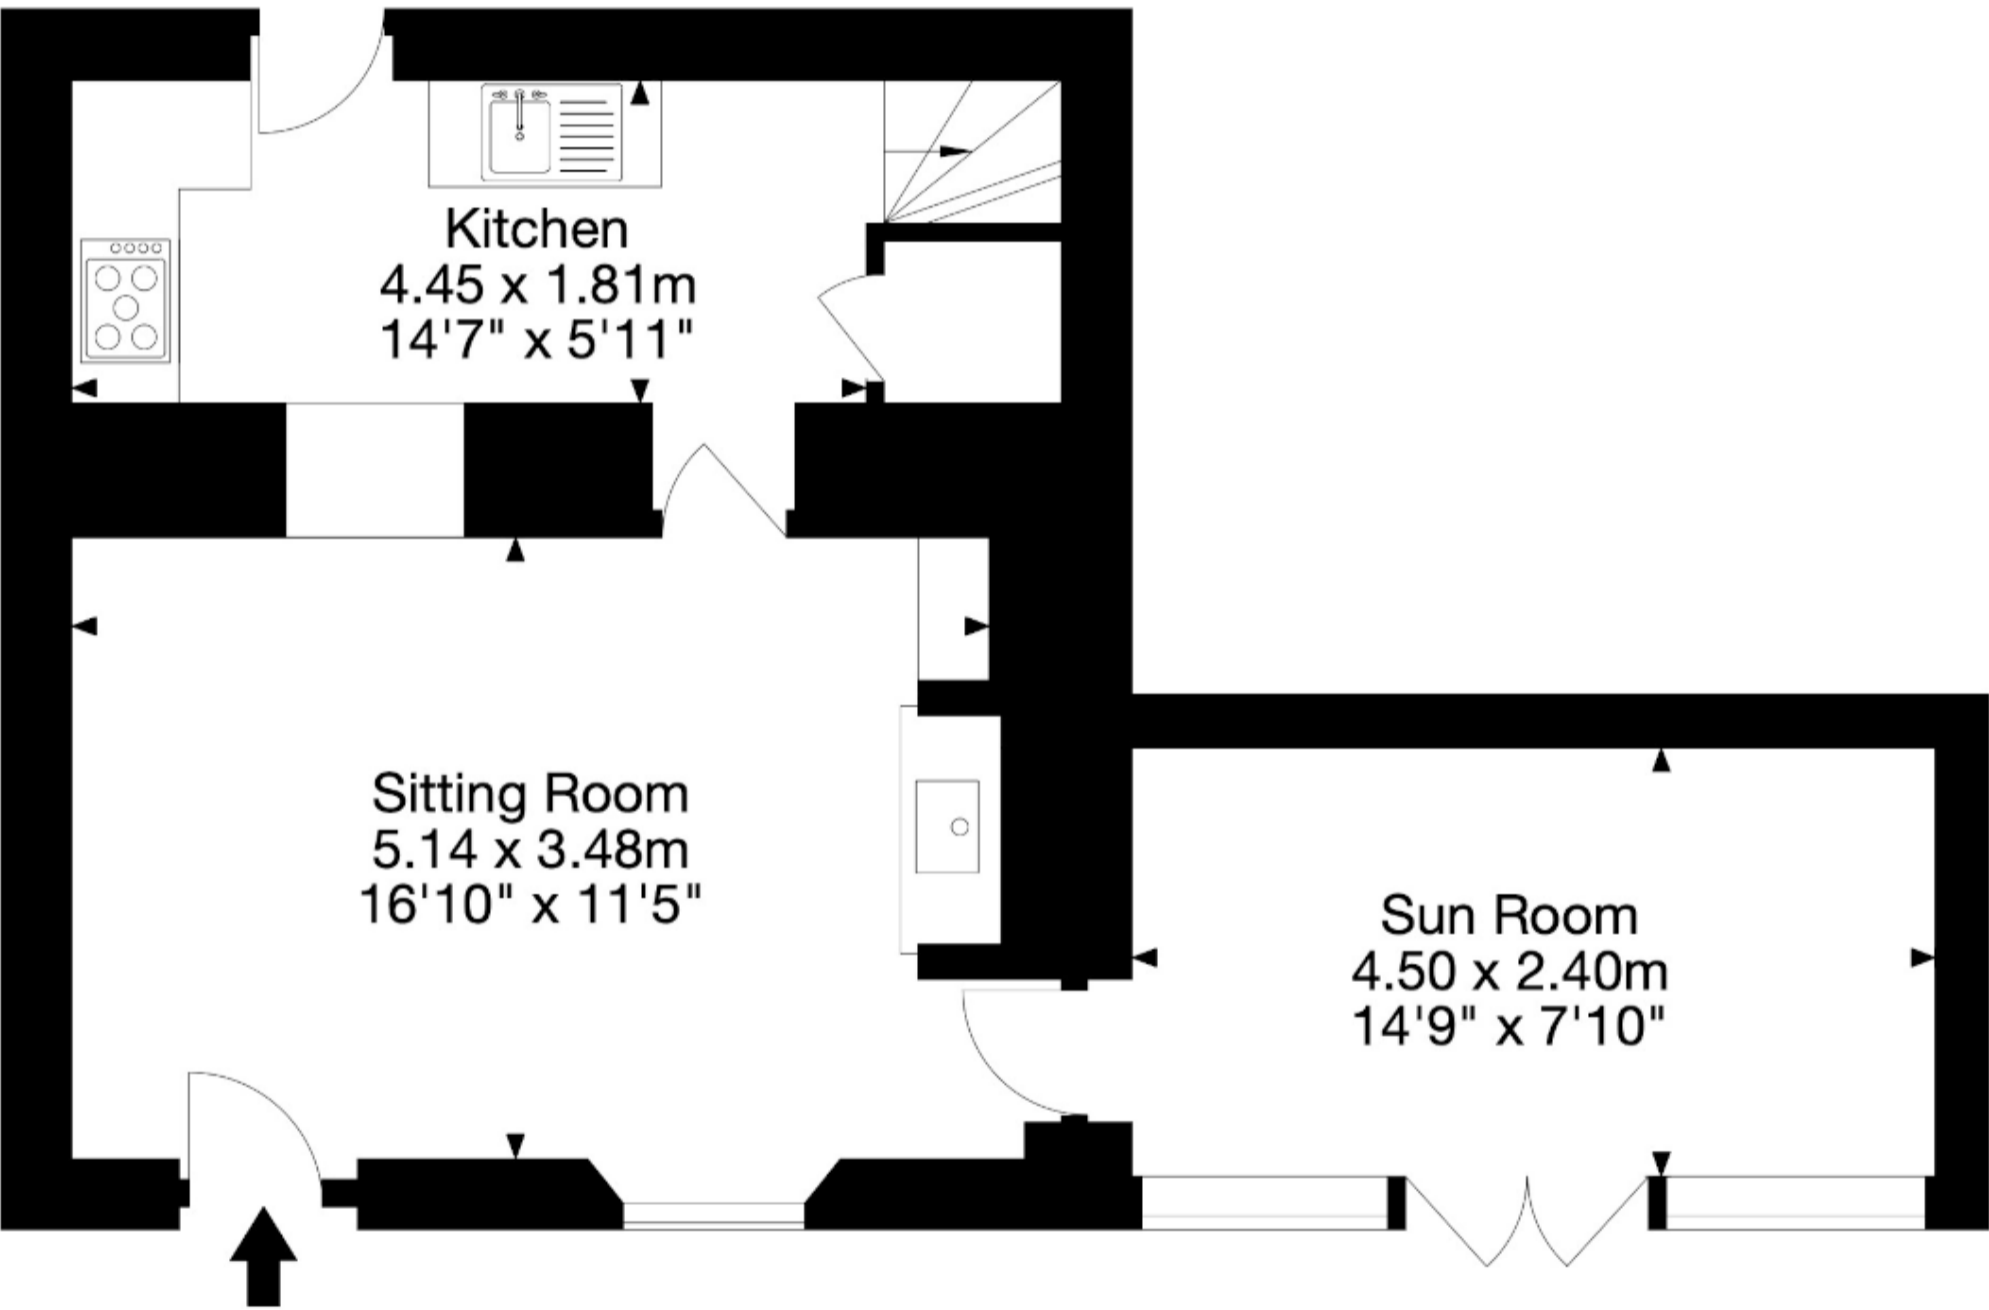 Kitchen
4.45 x 1.81m
14'7" x 5'11"
Sitting Room
5.14 x 3.48m
16'10" x 11'5"
Sun Room
4.50 x 2.40m
14'9" x 7'10"